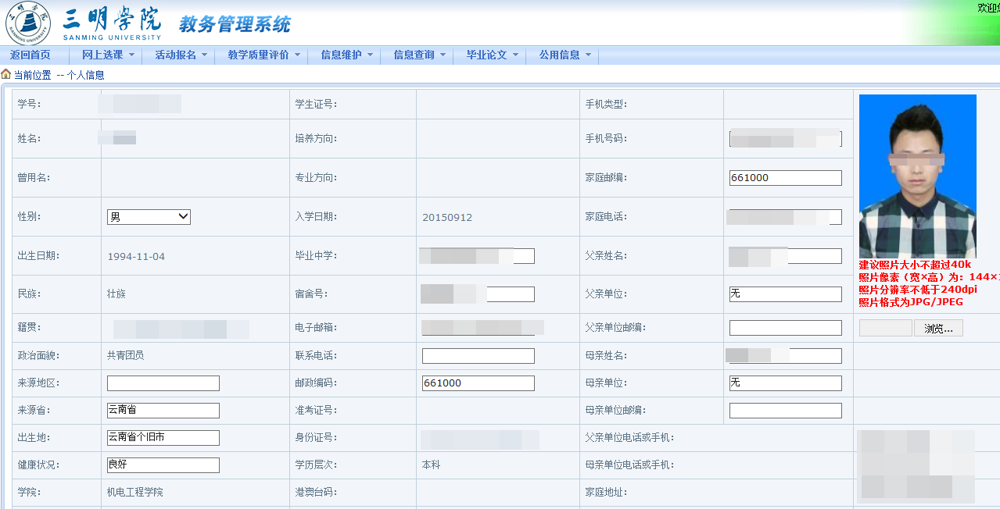 三明学院 教务管理系统
SANMING UNIVERSITY
欢迎您
返回首页 网上选课 活动报名 教学质量评价 信息维护 信息查询 毕业论文 公用信息
当前位置 -- 个人信息
学号： 学生证号： 手机类型：
姓名： 培养方向： 手机号码：
曾用名： 专业方向： 家庭邮编： 661000
性别： 男 入学日期： 20150912 家庭电话：
出生日期： 1994-11-04 毕业中学： 父亲姓名：
建议照片大小不超过40k
照片像素（宽×高）为：144×
照片分辨率不低于240dpi
照片格式为JPG/JPEG
民族： 壮族 宿舍号： 父亲单位： 无
籍贯： 电子邮箱： 父亲单位邮编： 浏览...
政治面貌： 共青团员 联系电话： 母亲姓名：
来源地区： 邮政编码： 661000 母亲单位： 无
来源省： 云南省 准考证号： 母亲单位邮编：
出生地： 云南省个旧市 身份证号： 父亲单位电话或手机：
健康状况： 良好 学历层次： 本科 母亲单位电话或手机：
学院： 机电工程学院 港澳台码： 家庭地址：